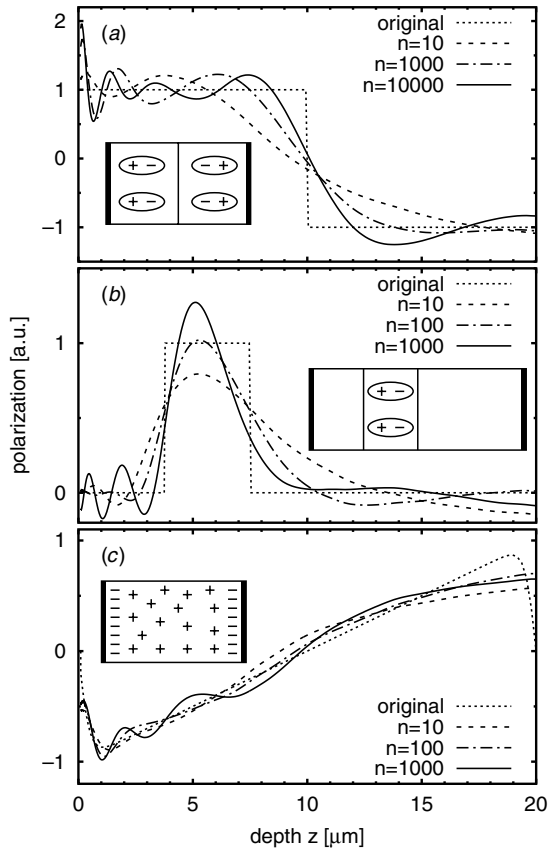 (a)
original
n=10
n=1000
n=10000
2
1
0
−1
+ − − +
+ − − +
(b)
original
n=10
n=100
n=1000
1
0
+ −
+ −
polarization [a.u.]
(c)
original
n=10
n=100
n=1000
1
0
−1
0 5 10 15 20
depth z [μm]